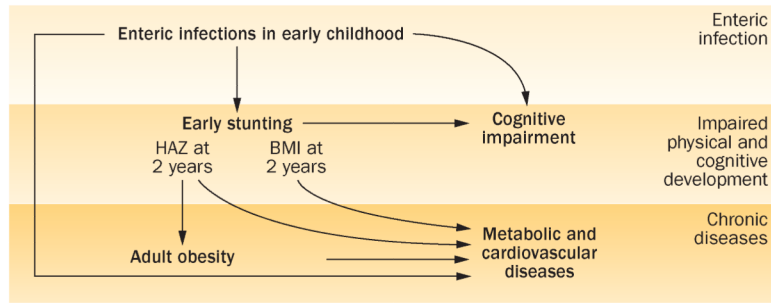 Enteric infections in early childhood
Enteric
infection
Early stunting
HAZ at
2 years
BMI at
2 years
Cognitive
impairment
Impaired
physical and
cognitive
development
Adult obesity
Metabolic and
cardiovascular
diseases
Chronic
diseases